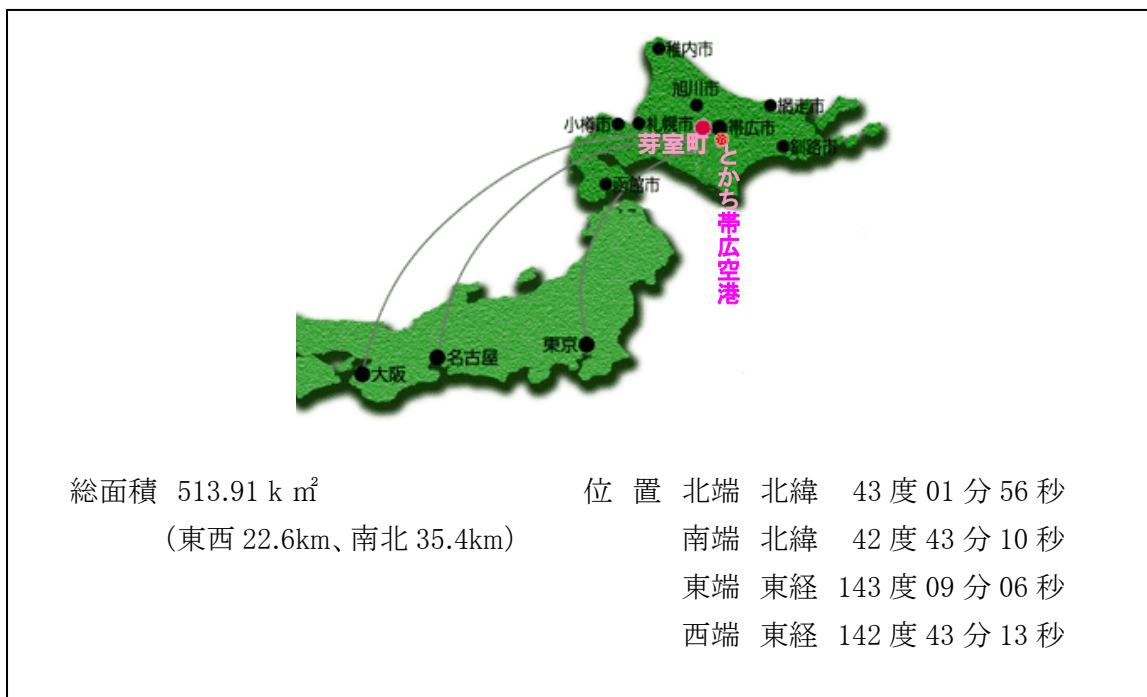 稚内市
旭川市
網走市
小樽市
札幌市
帯広市
芽室町
釧路市
とかち帯広空港
函館市
東京
名古屋
大阪
総面積 513.91ｋ㎡
(東西 22.6km、南北 35.4km)
位 置 北端 北緯 43 度 01 分 56 秒
南端 北緯 42 度 43 分 10 秒
東端 東経 143 度 09 分 06 秒
西端 東経 142 度 43 分 13 秒